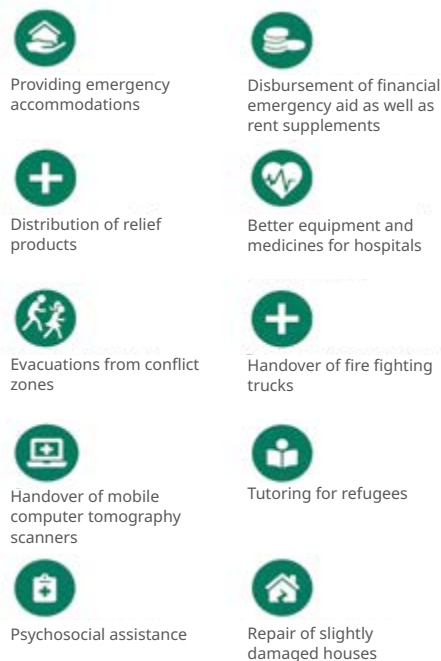 Providing emergency
accommodations
Disbursement of financial
emergency aid as well as
rent supplements
Distribution of relief
products
Better equipment and
medicines for hospitals
Evacuations from conflict
zones
Handover of fire fighting
trucks
Handover of mobile
computer tomography
scanners
Tutoring for refugees
Psychosocial assistance
Repair of slightly
damaged houses